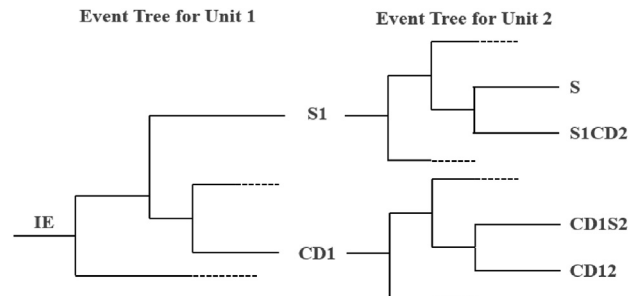 Event Tree for Unit 1
Event Tree for Unit 2
S
S1
S1CD2
IE
CD1S2
CD1
CD12